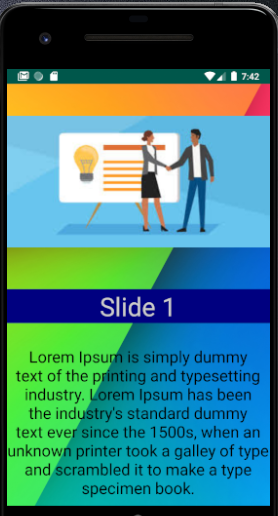 7:42
Slide 1
Lorem Ipsum is simply dummy
text of the printing and typesetting
industry. Lorem Ipsum has been
the industry's standard dummy
text ever since the 1500s, when an
unknown printer took a galley of type
and scrambled it to make a type
specimen book.